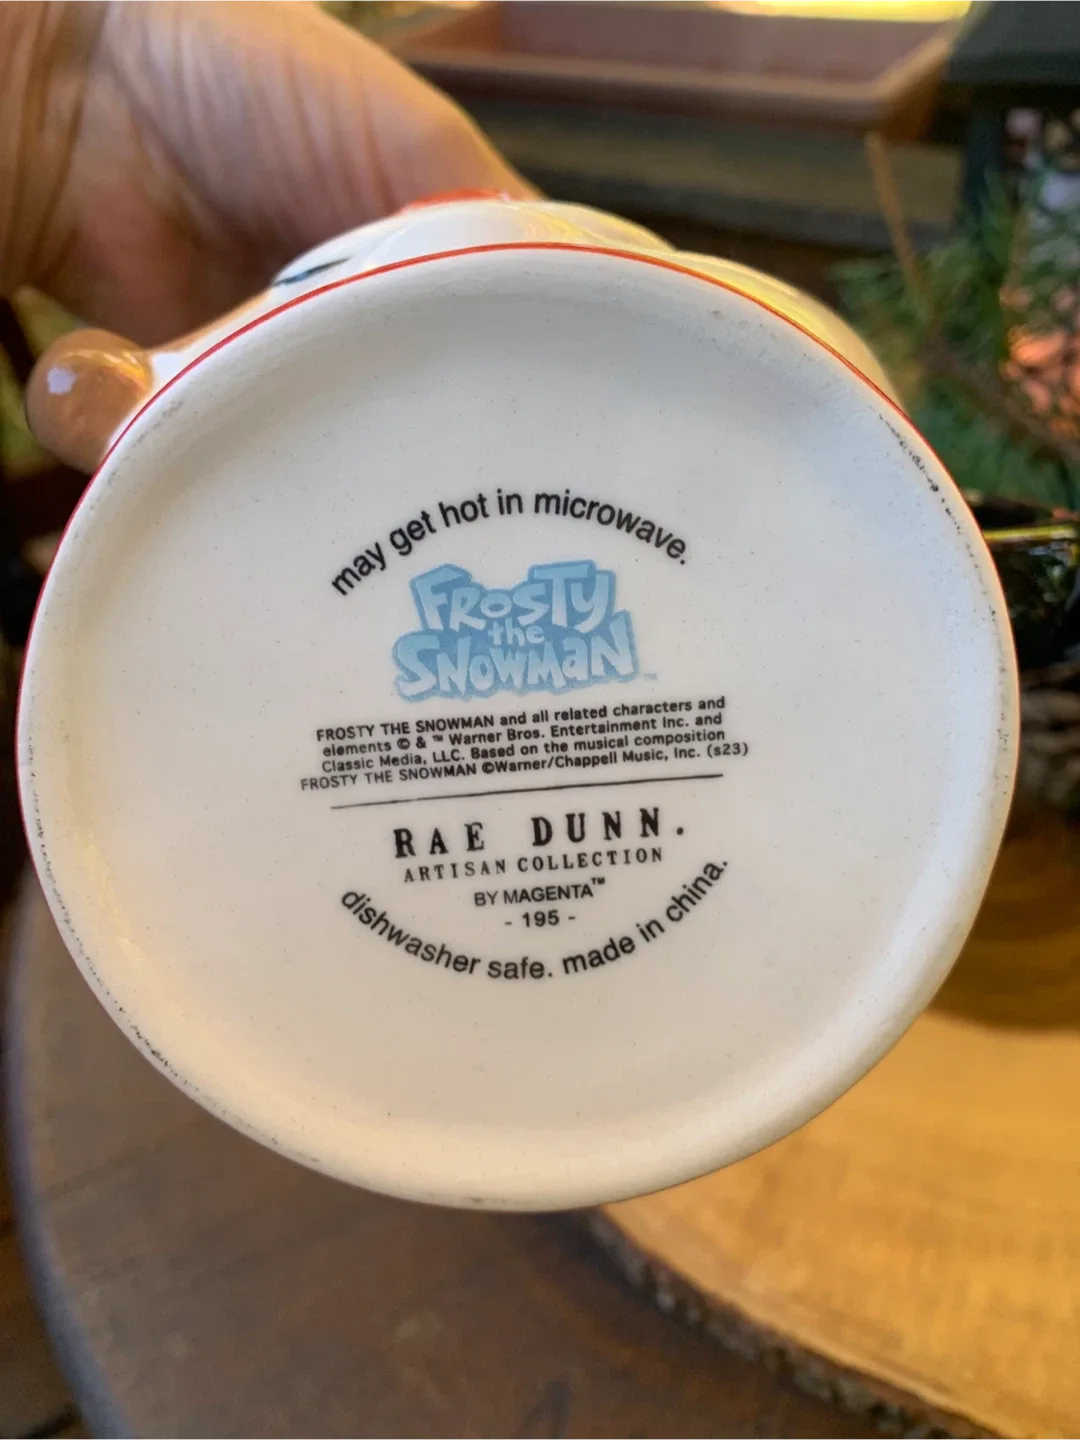 may get hot in microwave.
FROSTY
the
SNOWMAN™
FROSTY THE SNOWMAN and all related characters and
elements © & ™ Warner Bros. Entertainment Inc. and
Classic Media, LLC. Based on the musical composition
FROSTY THE SNOWMAN ©Warner/Chappell Music, Inc. (s23)
RAE DUNN.
ARTISAN COLLECTION
BY MAGENTA™
- 195 -
dishwasher safe. made in china.